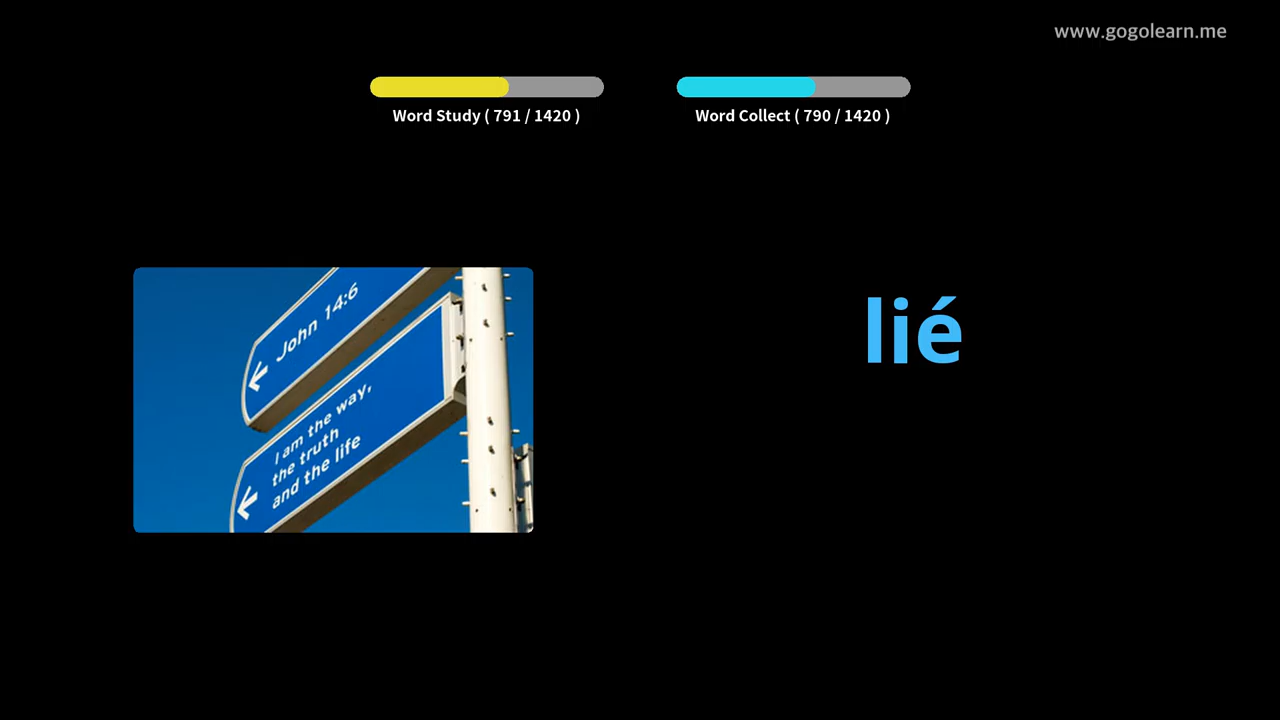 www.gogolearn.me
Word Study ( 791 / 1420 )
Word Collect ( 790 / 1420 )
John 14:6
I am the way,
the truth
and the life
lié